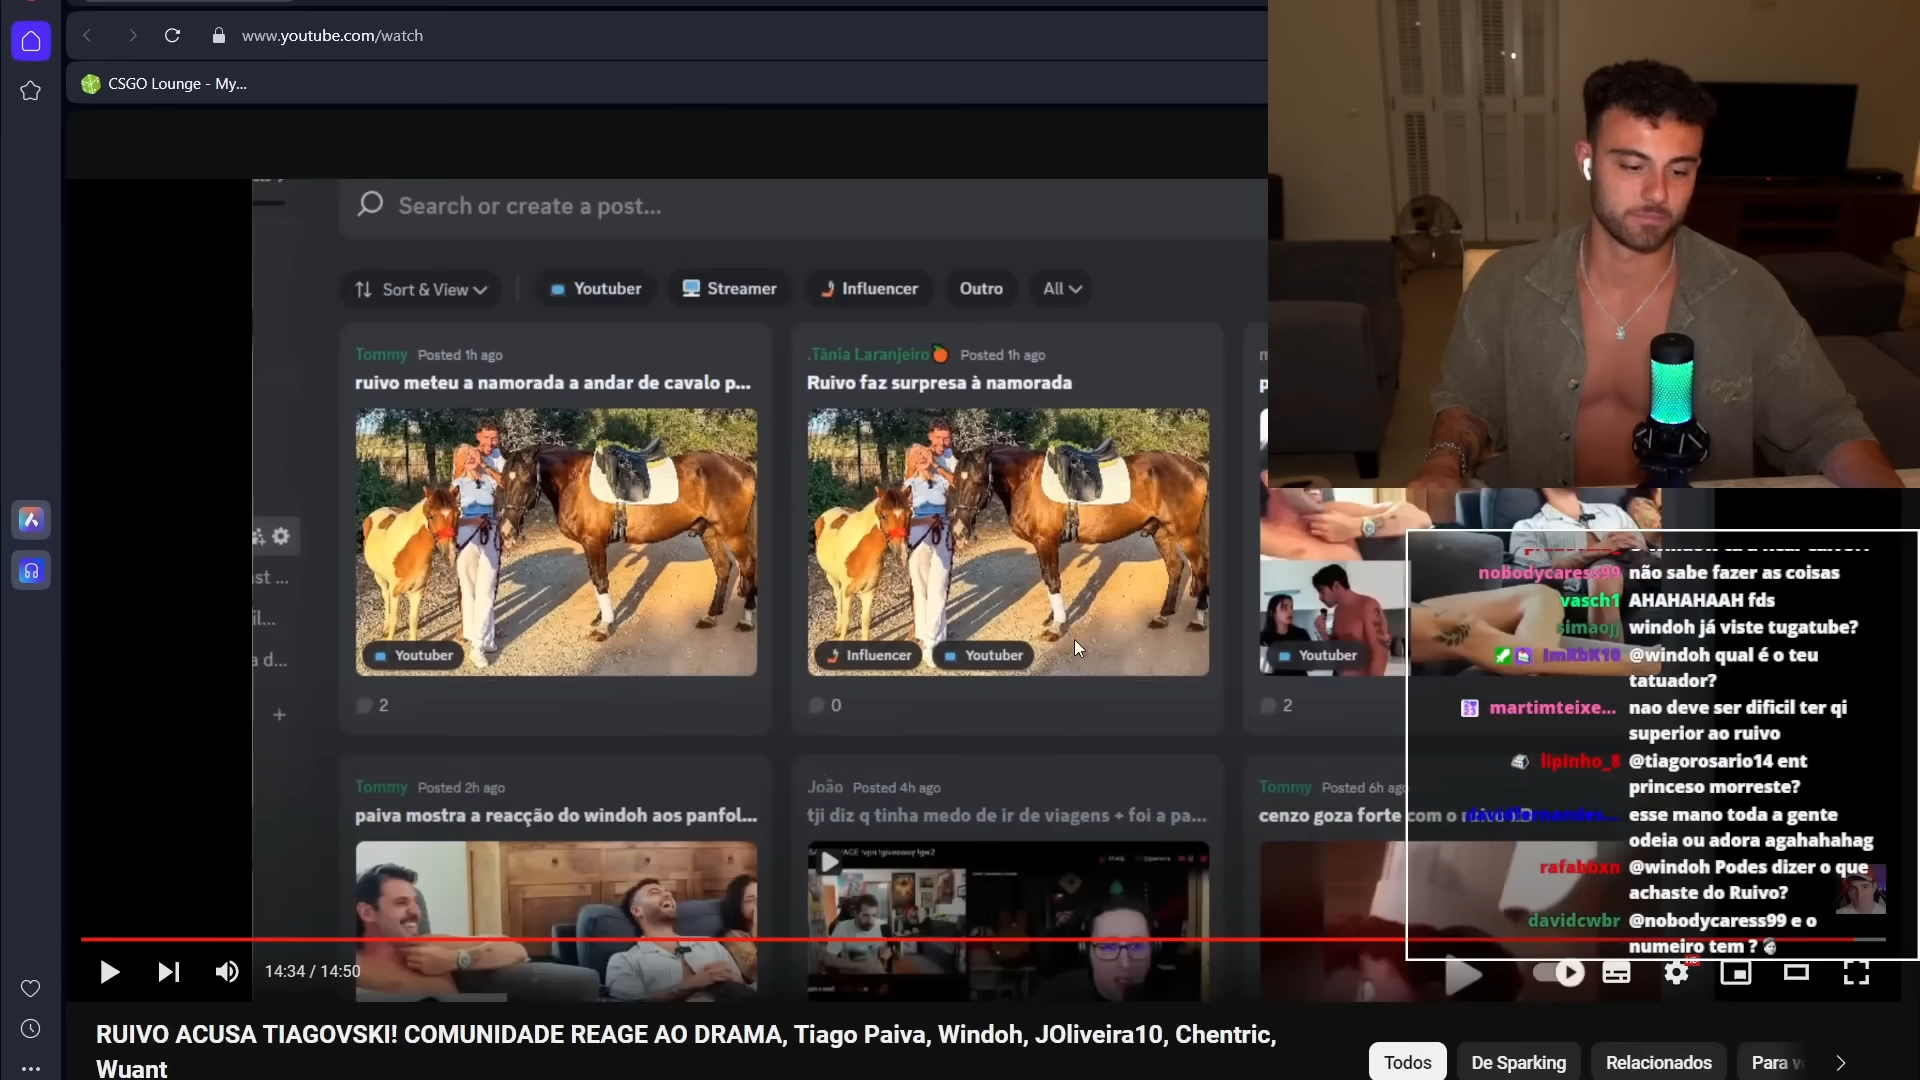 www.youtube.com/watch
CSGO Lounge - My...
Search or create a post...
Sort & View
Youtuber
Streamer
Influencer
Outro
All
Tommy Posted 1h ago
ruivo meteu a namorada a andar de cavalo p...
Youtuber
2
.Tânia Laranjeiro Posted 1h ago
Ruivo faz surpresa à namorada
Influencer
Youtuber
0
Youtuber
2
st ...
il...
a d...
Tommy Posted 2h ago
paiva mostra a reacção do windoh aos panfol...
João Posted 4h ago
tji diz q tinha medo de ir de viagens + foi a pa...
Tommy Posted 6h ago
cenzo goza forte com o
nobodycaress99 não sabe fazer as coisas
vasch1 AHAHAHAAH fds
simaojj windoh já viste tugatube?
ImRbK10 @windoh qual é o teu
tatuador?
martimteixe... nao deve ser dificil ter qi
superior ao ruivo
lipinho_8 @tiagorosario14 ent
princeso morreste?
esse mano toda a gente
odeia ou adora agahahahag
rafabbxn @windoh Podes dizer o que
achaste do Ruivo?
davidcwbr @nobodycaress99 e o
numeiro tem ?
14:34 / 14:50
RUIVO ACUSA TIAGOVSKI! COMUNIDADE REAGE AO DRAMA, Tiago Paiva, Windoh, JOliveira10, Chentric,
Wuant
Todos
De Sparking
Relacionados
Para v